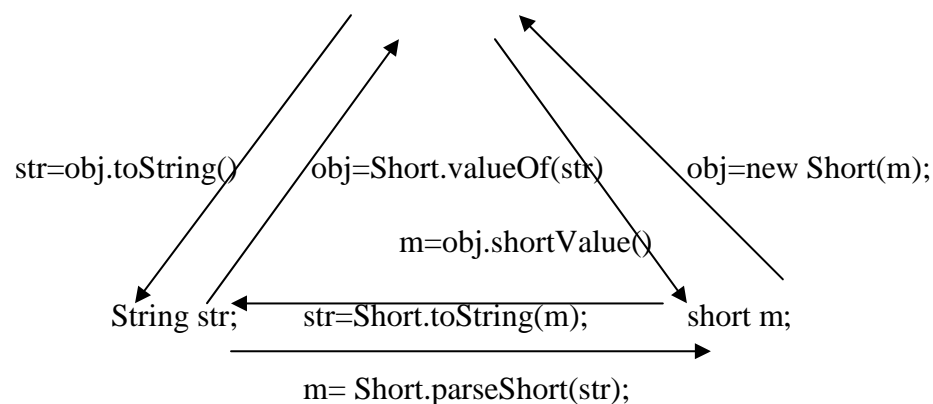 str=obj.toString() obj=Short.valueOf(str) obj=new Short(m);
m=obj.shortValue()
String str; str=Short.toString(m); short m;
m= Short.parseShort(str);